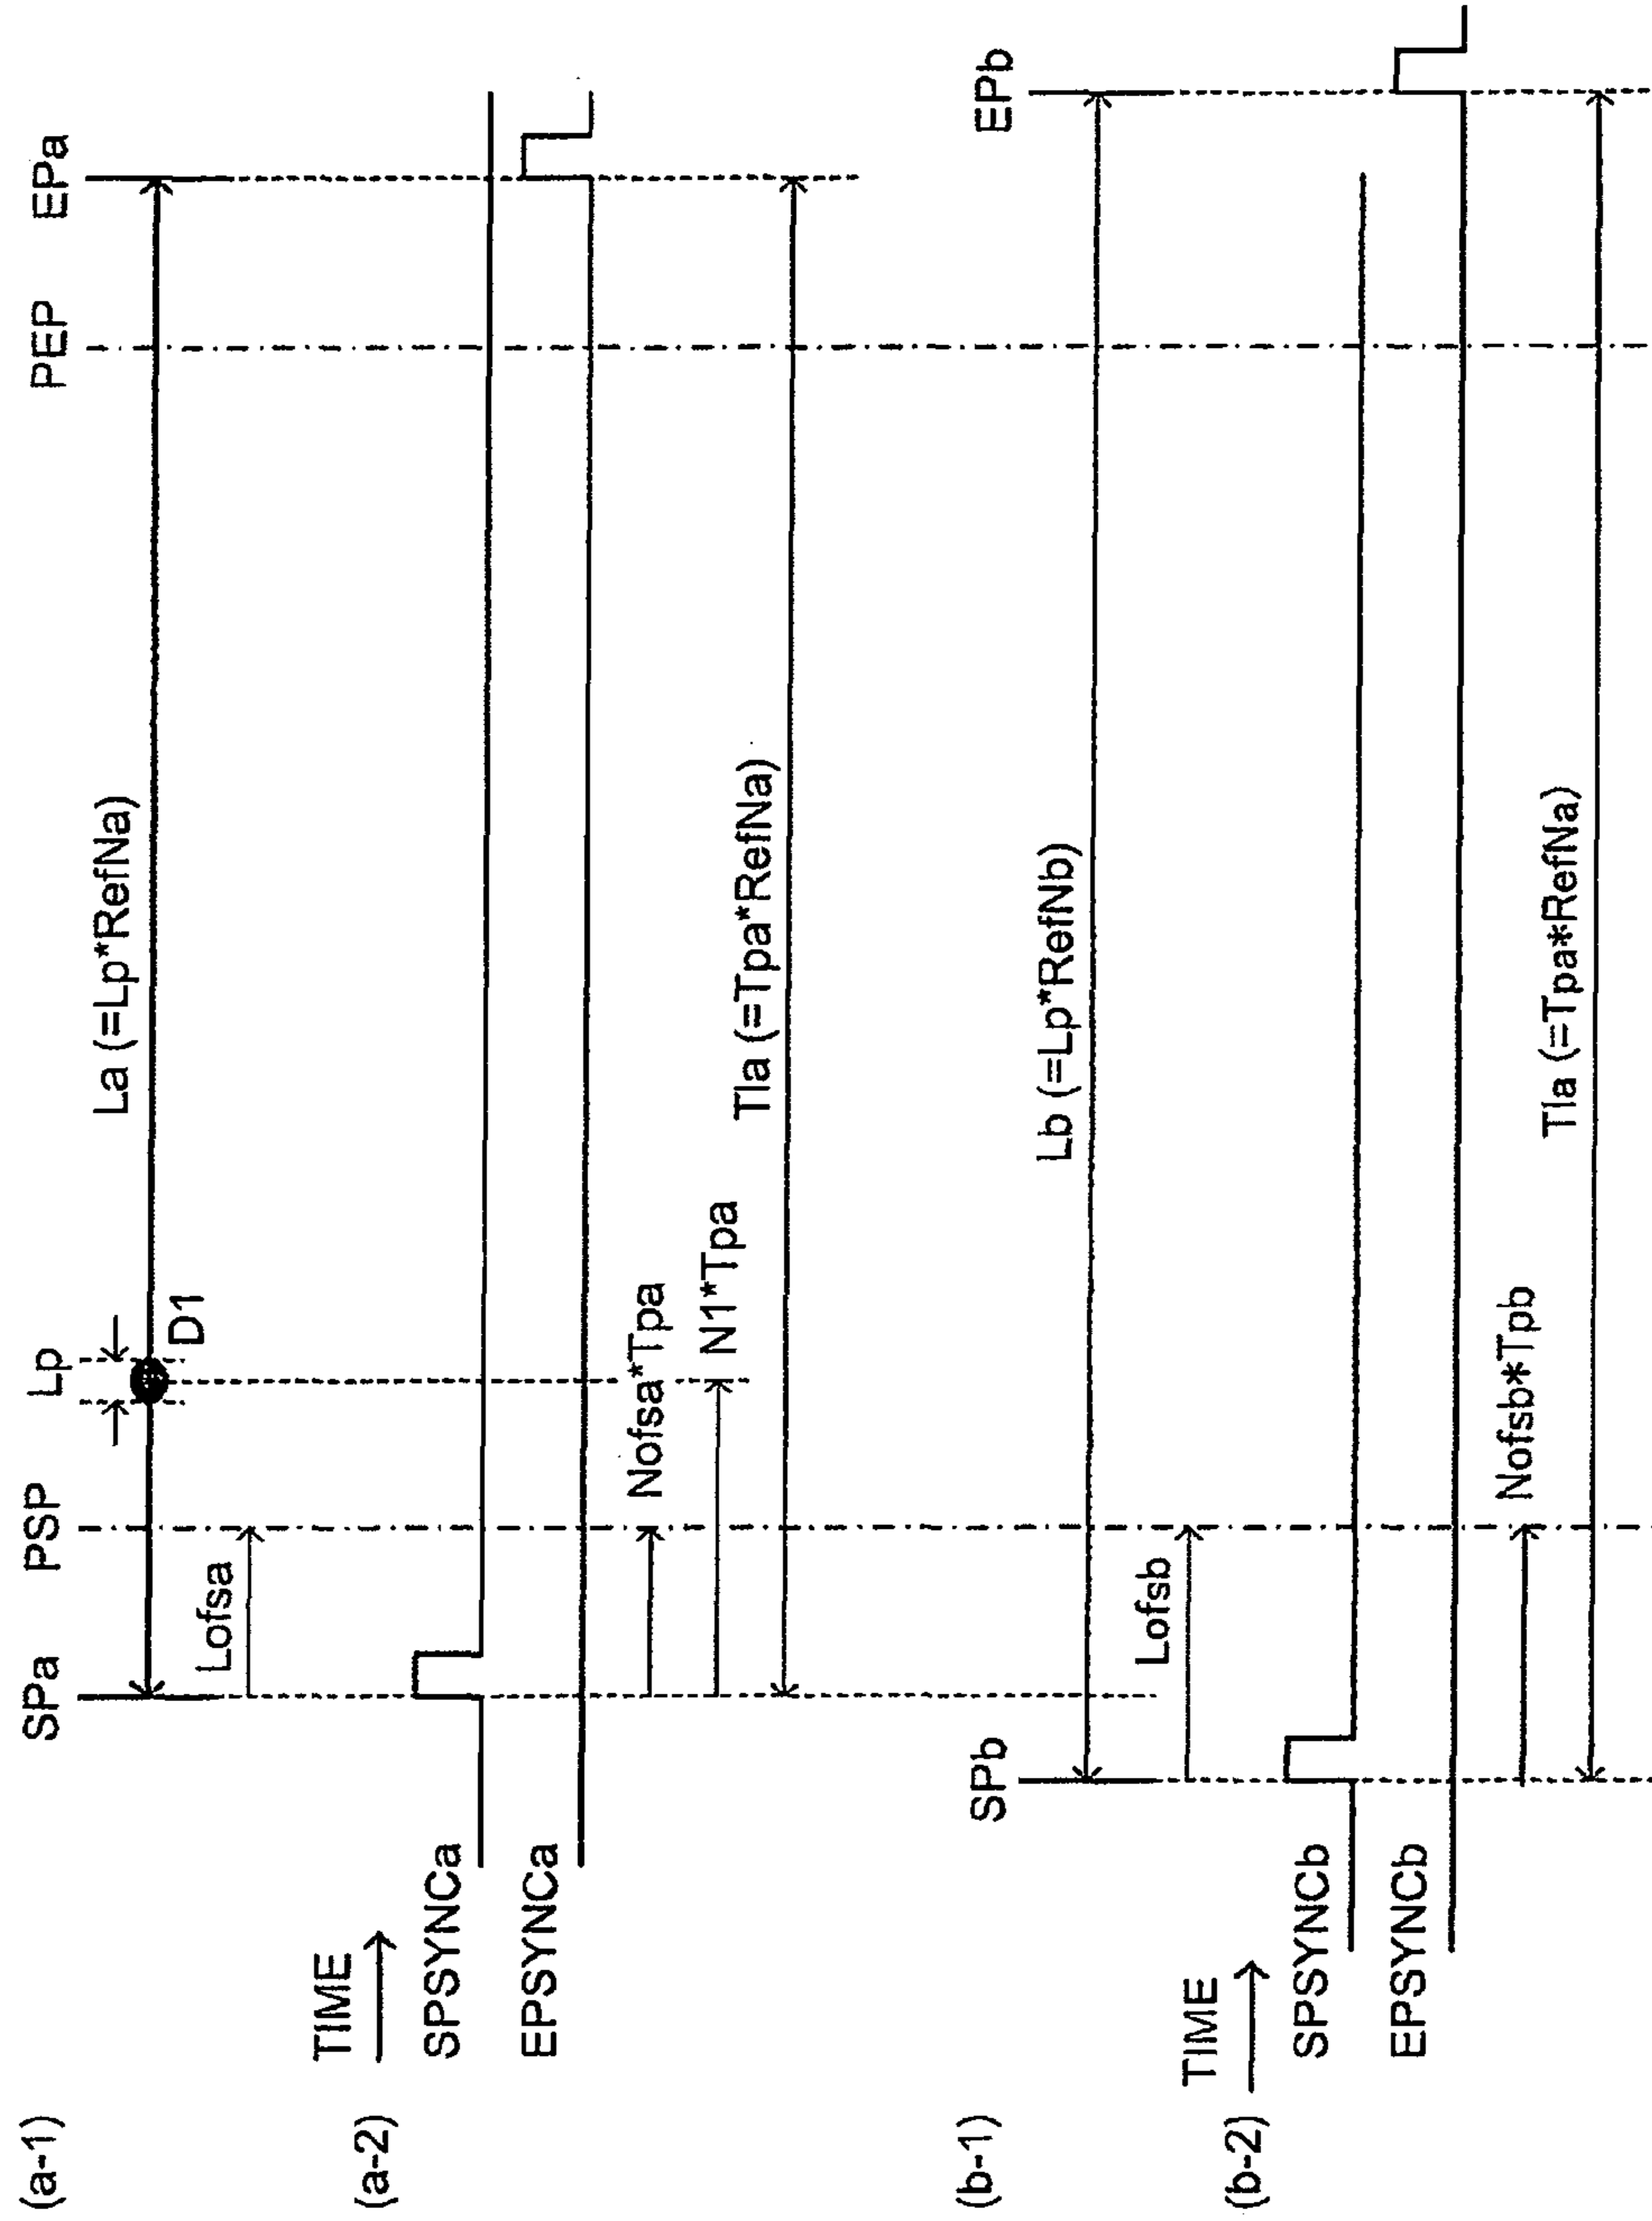 (a-1)
SPa PSP Lp PEP EPa
La (=Lp*RefNa)
D1
Lofsa
(a-2)
TIME
SPSYNCa
EPSYNCa
Nofsa*Tpa
N1*Tpa
Tla (=Tpa*RefNa)
(b-1)
SPb EPb
Lb (=Lp*RefNb)
Lofsb
(b-2)
TIME
SPSYNCb
EPSYNCb
Nofsb*Tpb
Tla (=Tpa*RefNa)